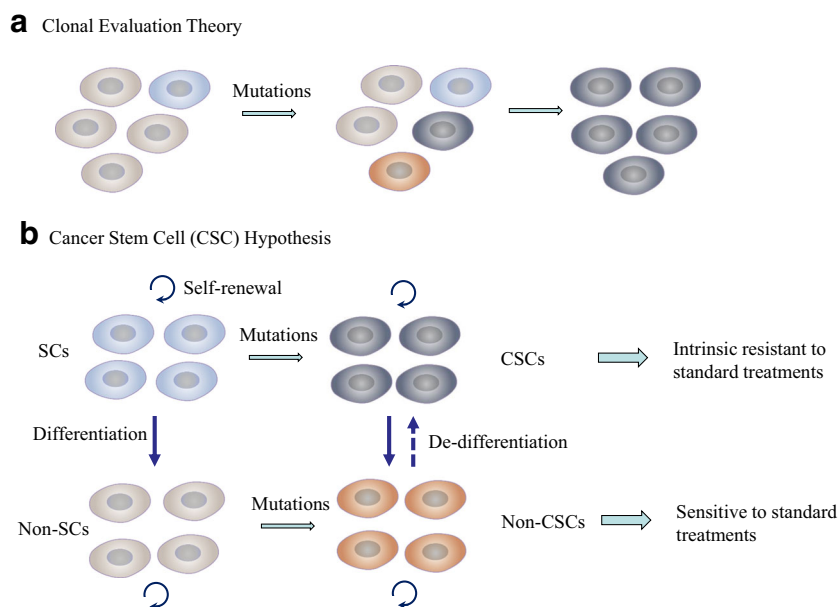 a Clonal Evaluation Theory
Mutations
b Cancer Stem Cell (CSC) Hypothesis
Self-renewal
SCs
Mutations
CSCs
Intrinsic resistant to
standard treatments
Differentiation
De-differentiation
Non-SCs
Mutations
Non-CSCs
Sensitive to standard
treatments